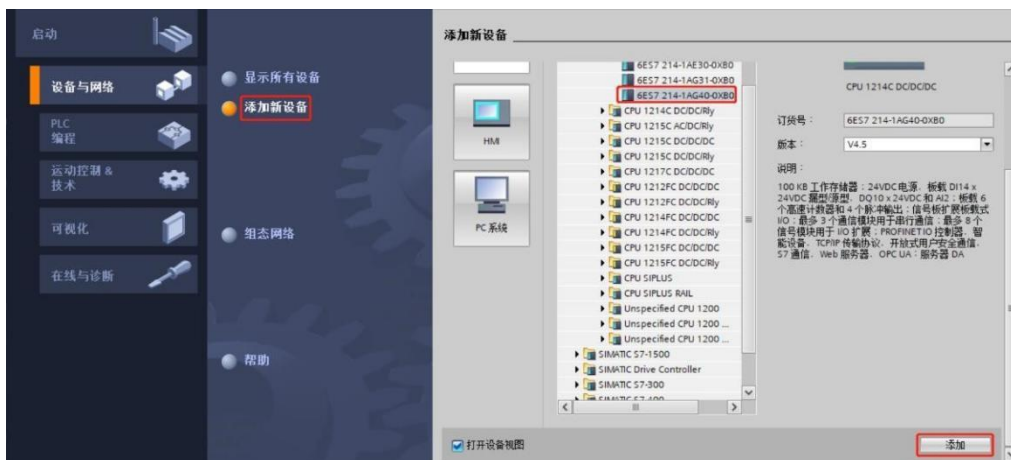 启动
设备与网络
PLC
编程
运动控制 &
技术
可视化
在线与诊断
显示所有设备
添加新设备
组态网络
帮助
添加新设备
HMI
PC 系统
6ES7 214-1AE30-0XB0
6ES7 214-1AG31-0XB0
6ES7 214-1AG40-0XB0
CPU 1214C DC/DC/Rly
CPU 1215C AC/DC/Rly
CPU 1215C DC/DC/DC
CPU 1215C DC/DC/Rly
CPU 1217C DC/DC/DC
CPU 1212FC DC/DC/DC
CPU 1212FC DC/DC/Rly
CPU 1214FC DC/DC/DC
CPU 1214FC DC/DC/Rly
CPU 1215FC DC/DC/DC
CPU 1215FC DC/DC/Rly
CPU SIPLUS
CPU SIPLUS RAIL
Unspecified CPU 1200
Unspecified CPU 1200 ...
Unspecified CPU 1200 ...
SIMATIC S7-1500
SIMATIC Drive Controller
SIMATIC S7-300
SIMATIC S7-400
CPU 1214C DC/DC/DC
订货号：
6ES7 214-1AG40-0XB0
版本：
V4.5
说明：
100 KB 工作存储器；24VDC 电源，板载 DI14 x
24VDC 漏型/源型，DQ10 x 24VDC 和 AI2；板载 6
个高速计数器和 4 个脉冲输出；信号板扩展板载式
I/O；最多 3 个通信模块用于串行通信；最多 8 个
信号模块用于 I/O 扩展；PROFINET IO 控制器，智
能设备，TCP/IP 传输协议，开放式用户安全通信，
S7 通信，Web 服务器，OPC UA：服务器 DA
打开设备视图
添加